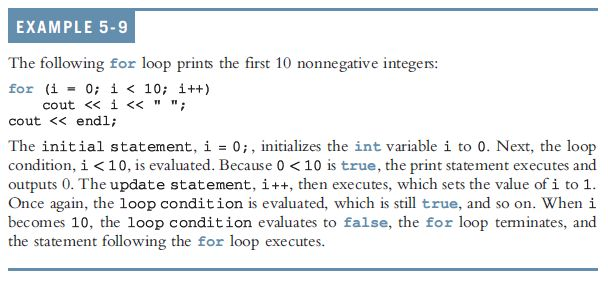 EXAMPLE 5-9
The following for loop prints the first 10 nonnegative integers:
for (i = 0; i < 10; i++)
    cout << i << " ";
cout << endl;
The initial statement, i = 0;, initializes the int variable i to 0. Next, the loop
condition, i < 10, is evaluated. Because 0 < 10 is true, the print statement executes and
outputs 0. The update statement, i++, then executes, which sets the value of i to 1.
Once again, the loop condition is evaluated, which is still true, and so on. When i
becomes 10, the loop condition evaluates to false, the for loop terminates, and
the statement following the for loop executes.